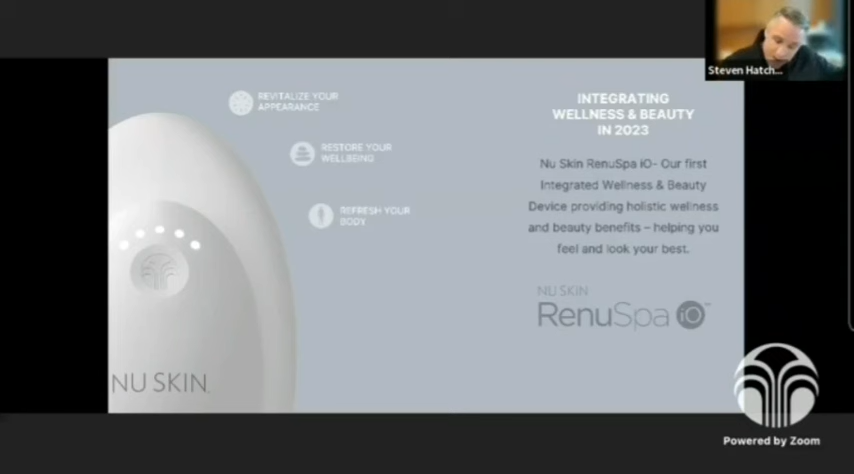 Steven Hatch...
REVITALIZE YOUR
APPEARANCE
RESTORE YOUR
WELLBEING
REFRESH YOUR
BODY
NU SKIN.
INTEGRATING
WELLNESS & BEAUTY
IN 2023
Nu Skin RenuSpa iO- Our first
Integrated Wellness & Beauty
Device providing holistic wellness
and beauty benefits – helping you
feel and look your best.
NU SKIN
RenuSpa iO™
Powered by Zoom